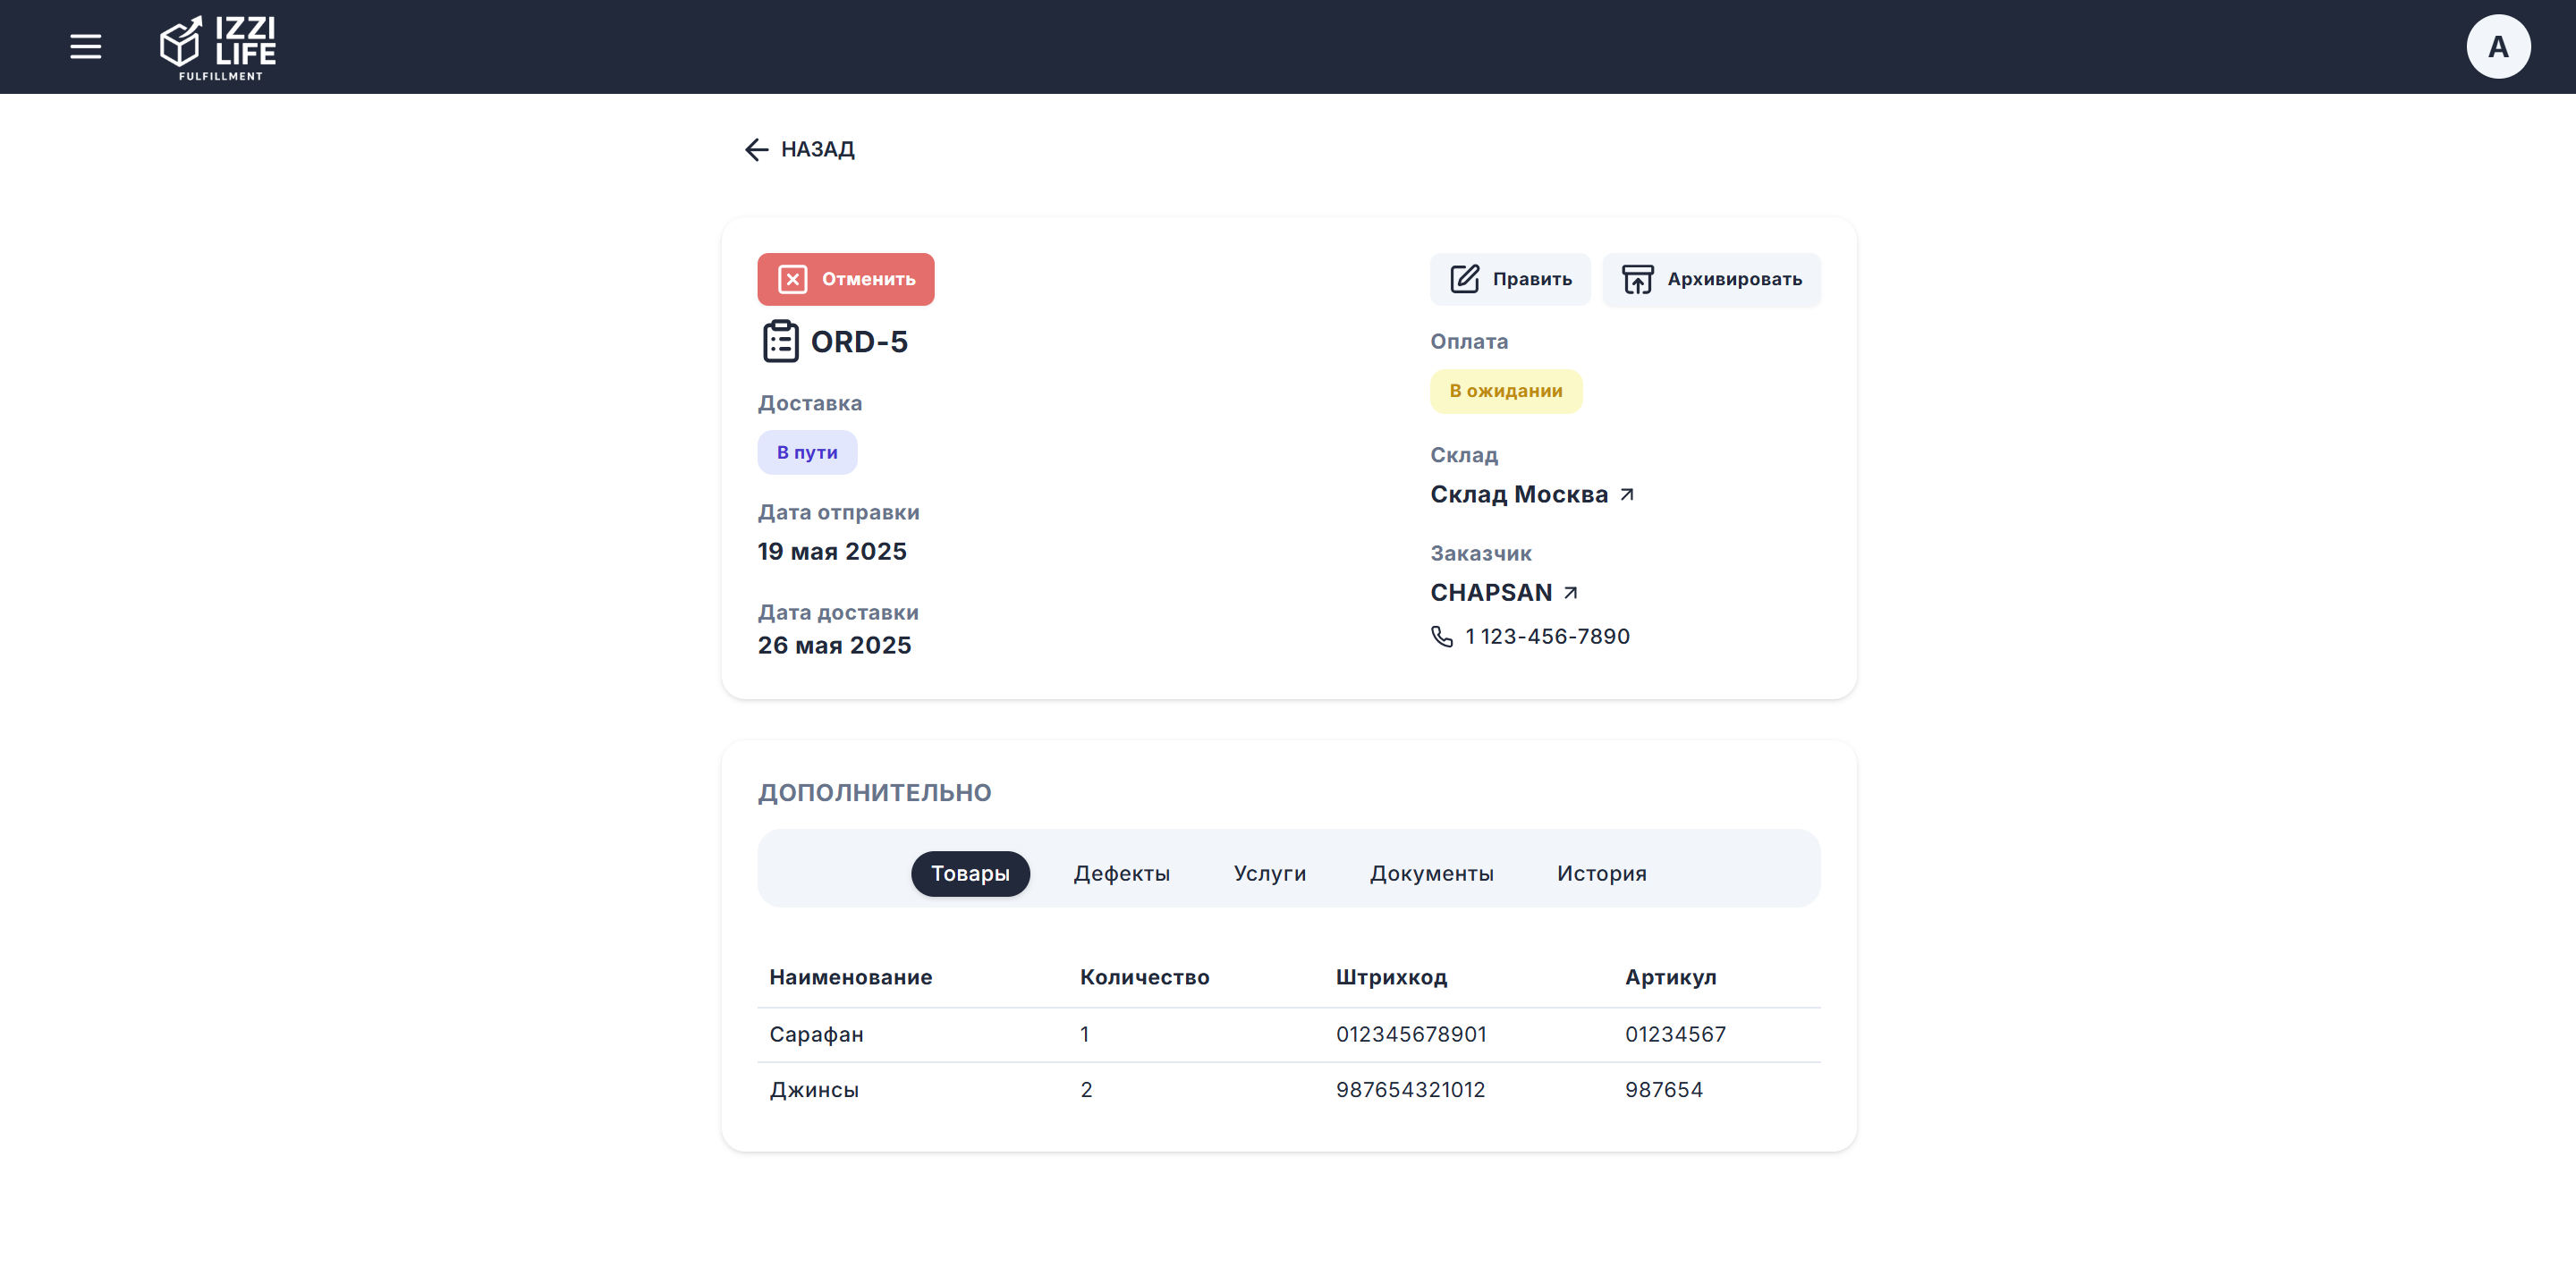 IZZI
LIFE
FULFILLMENT
A
НАЗАД
Отменить
Править
Архивировать
ORD-5
Оплата
В ожидании
Доставка
В пути
Склад
Склад Москва
Дата отправки
19 мая 2025
Заказчик
CHAPSAN
Дата доставки
26 мая 2025
1 123-456-7890
ДОПОЛНИТЕЛЬНО
Товары Дефекты Услуги Документы История
Наименование Количество Штрихкод Артикул
Сарафан 1 012345678901 01234567
Джинсы 2 987654321012 987654